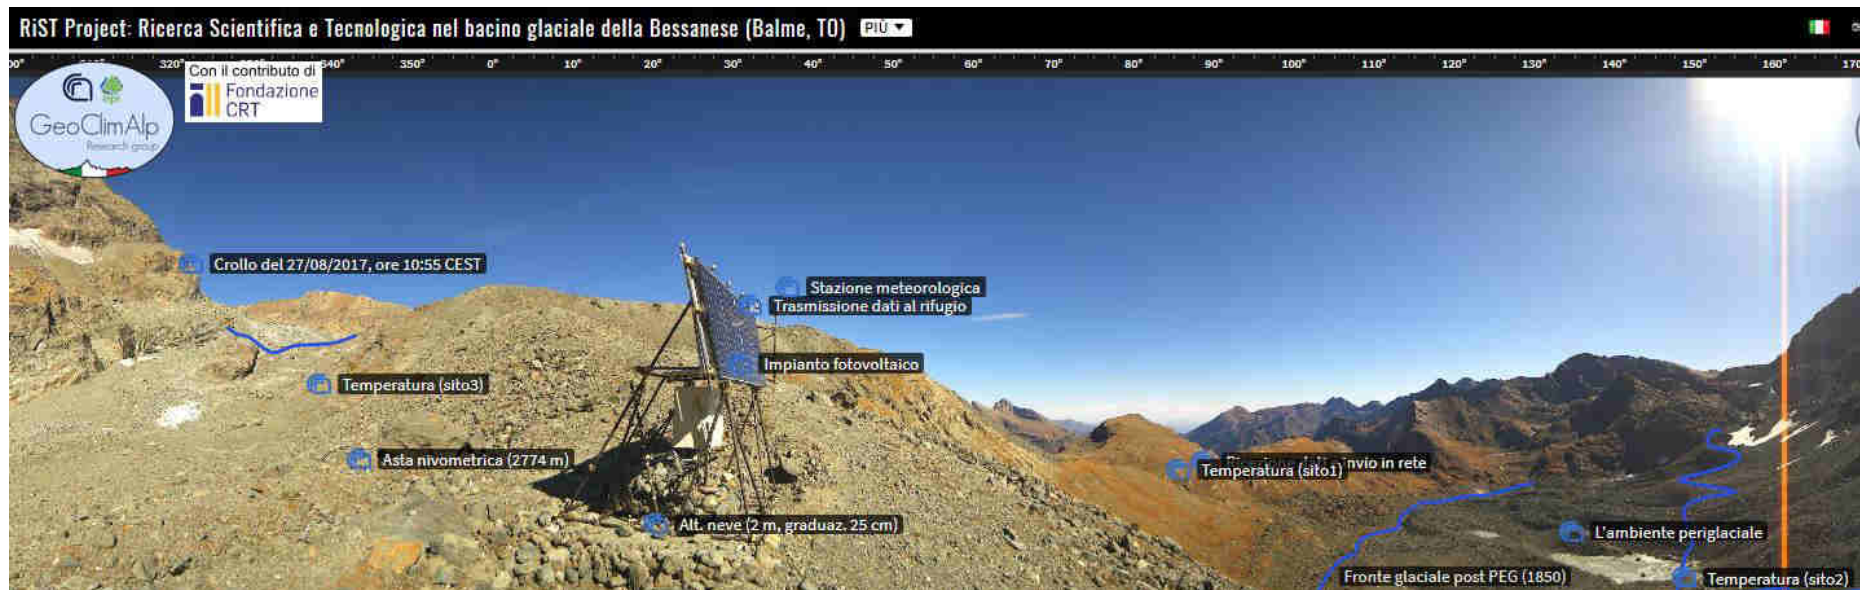 RiST Project: Ricerca Scientifica e Tecnologica nel bacino glaciale della Bessanese (Balme, TO) PIÙ ▼
320° 350° 0° 10° 20° 30° 40° 50° 60° 70° 80° 90° 100° 110° 120° 130° 140° 150° 160°
GeoClimAlp
Research group
Con il contributo di
Fondazione
CRT
Crollo del 27/08/2017, ore 10:55 CEST
Stazione meteorologica
Trasmissione dati al rifugio
Impianto fotovoltaico
Temperatura (sito3)
Asta nivometrica (2774 m)
Temperatura (sito1)
invio in rete
Alt. neve (2 m, graduaz. 25 cm)
L'ambiente periglaciale
Fronte glaciale post PEG (1850)
Temperatura (sito2)